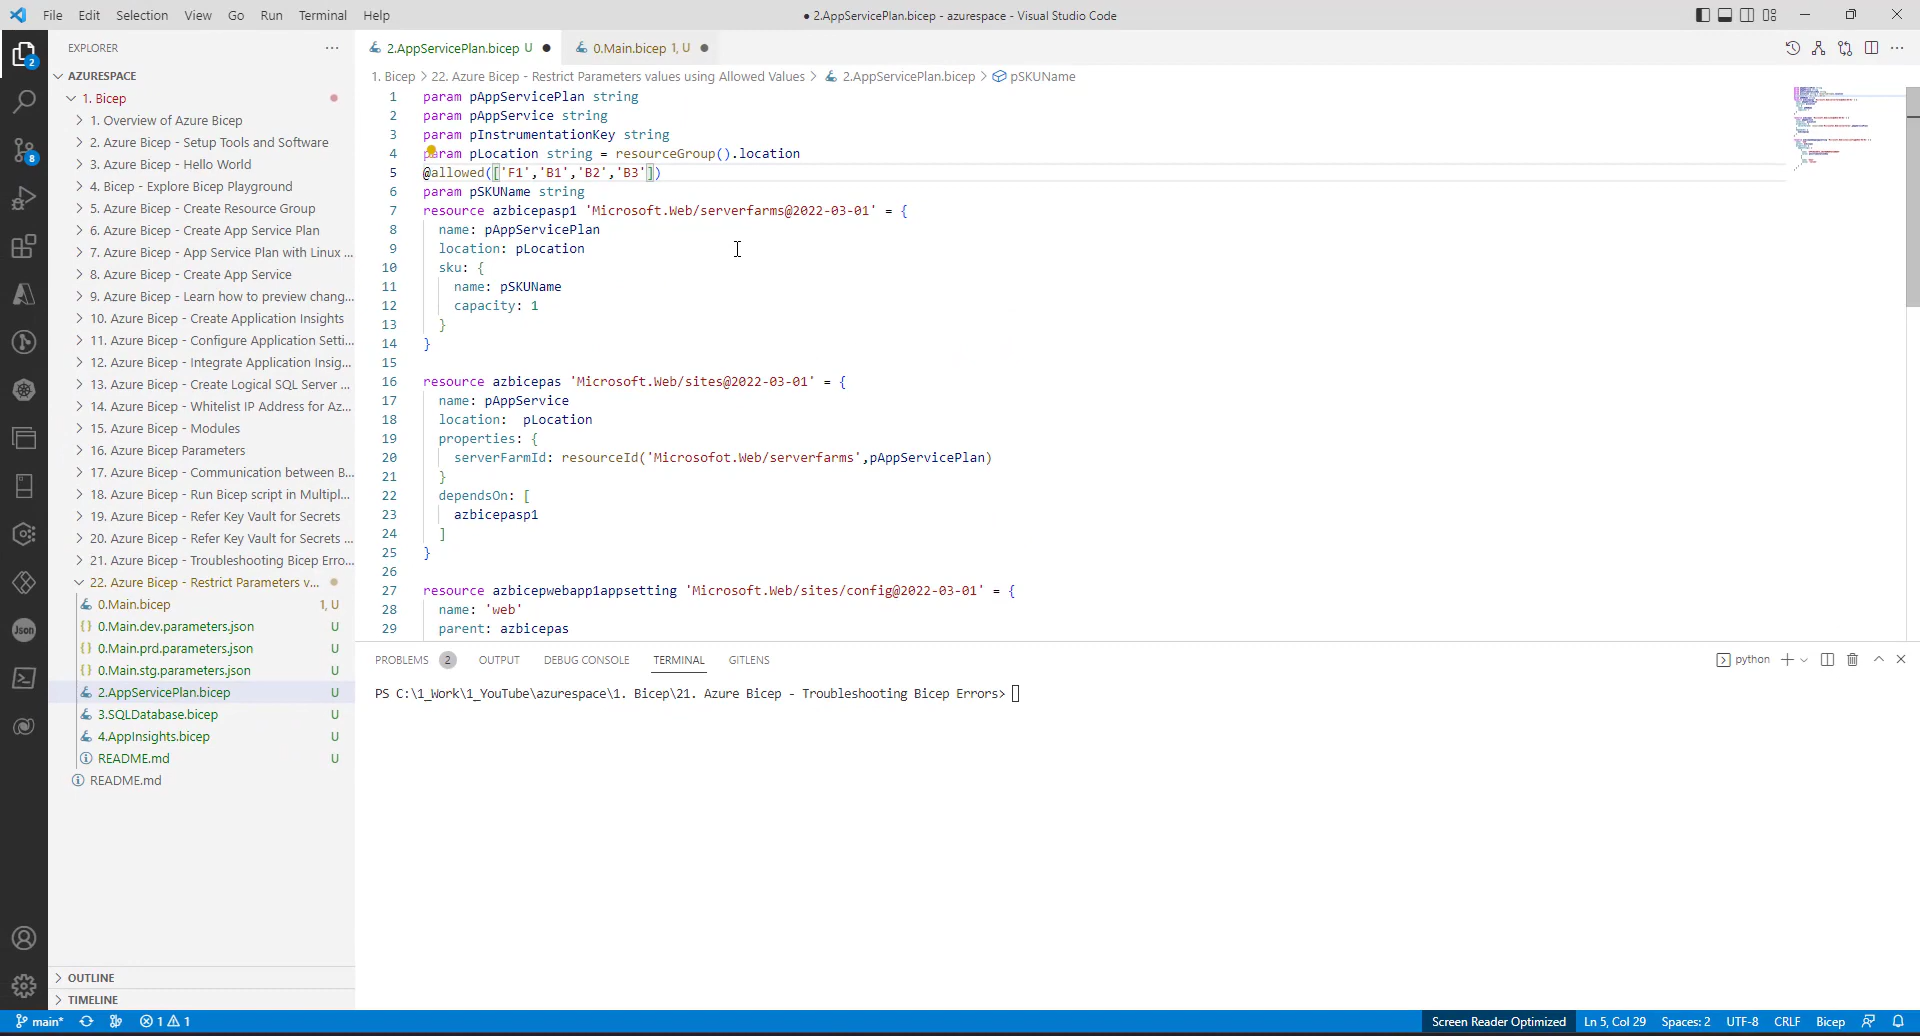 File Edit Selection View Go Run Terminal Help
● 2.AppServicePlan.bicep - azurespace - Visual Studio Code
EXPLORER
AZURESPACE
1. Bicep
1. Overview of Azure Bicep
2. Azure Bicep - Setup Tools and Software
3. Azure Bicep - Hello World
4. Bicep - Explore Bicep Playground
5. Azure Bicep - Create Resource Group
6. Azure Bicep - Create App Service Plan
7. Azure Bicep - App Service Plan with Linux ...
8. Azure Bicep - Create App Service
9. Azure Bicep - Learn how to preview chang...
10. Azure Bicep - Create Application Insights
11. Azure Bicep - Configure Application Setti...
12. Azure Bicep - Integrate Application Insig...
13. Azure Bicep - Create Logical SQL Server ...
14. Azure Bicep - Whitelist IP Address for Az...
15. Azure Bicep - Modules
16. Azure Bicep Parameters
17. Azure Bicep - Communication between B...
18. Azure Bicep - Run Bicep script in Multipl...
19. Azure Bicep - Refer Key Vault for Secrets
20. Azure Bicep - Refer Key Vault for Secrets ...
21. Azure Bicep - Troubleshooting Bicep Erro...
22. Azure Bicep - Restrict Parameters v...
0.Main.bicep 1, U
{} 0.Main.dev.parameters.json U
{} 0.Main.prd.parameters.json U
{} 0.Main.stg.parameters.json U
2.AppServicePlan.bicep U
3.SQLDatabase.bicep U
4.AppInsights.bicep U
README.md U
README.md
OUTLINE
TIMELINE
2
8
Json
2.AppServicePlan.bicep U ●
0.Main.bicep 1, U ●
1. Bicep > 22. Azure Bicep - Restrict Parameters values using Allowed Values > 2.AppServicePlan.bicep > pSKUName
1 param pAppServicePlan string
2 param pAppService string
3 param pInstrumentationKey string
4 param pLocation string = resourceGroup().location
5 @allowed(['F1','B1','B2','B3'])
6 param pSKUName string
7 resource azbicepasp1 'Microsoft.Web/serverfarms@2022-03-01' = {
8 name: pAppServicePlan
9 location: pLocation
10 sku: {
11 name: pSKUName
12 capacity: 1
13 }
14 }
15
16 resource azbicepas 'Microsoft.Web/sites@2022-03-01' = {
17 name: pAppService
18 location:  pLocation
19 properties: {
20 serverFarmId: resourceId('Microsofot.Web/serverfarms',pAppServicePlan)
21 }
22 dependsOn: [
23 azbicepasp1
24 ]
25 }
26
27 resource azbicepwebapp1appsetting 'Microsoft.Web/sites/config@2022-03-01' = {
28 name: 'web'
29 parent: azbicepas
PROBLEMS 2 OUTPUT DEBUG CONSOLE TERMINAL GITLENS
python
PS C:\1_Work\1_YouTube\azurespace\1. Bicep\21. Azure Bicep - Troubleshooting Bicep Errors>
main* 1 1
Screen Reader Optimized Ln 5, Col 29 Spaces: 2 UTF-8 CRLF Bicep